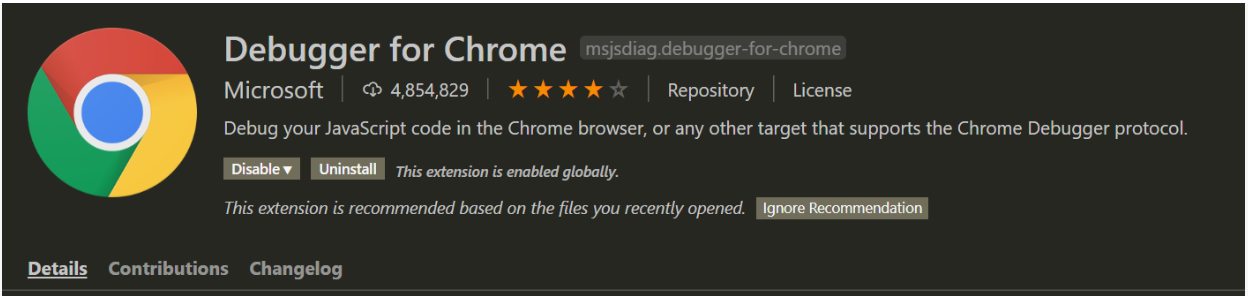 Debugger for Chrome msjsdiag.debugger-for-chrome
Microsoft 4,854,829 Repository License
Debug your JavaScript code in the Chrome browser, or any other target that supports the Chrome Debugger protocol.
Disable ▾ Uninstall This extension is enabled globally.
This extension is recommended based on the files you recently opened. Ignore Recommendation
Details Contributions Changelog